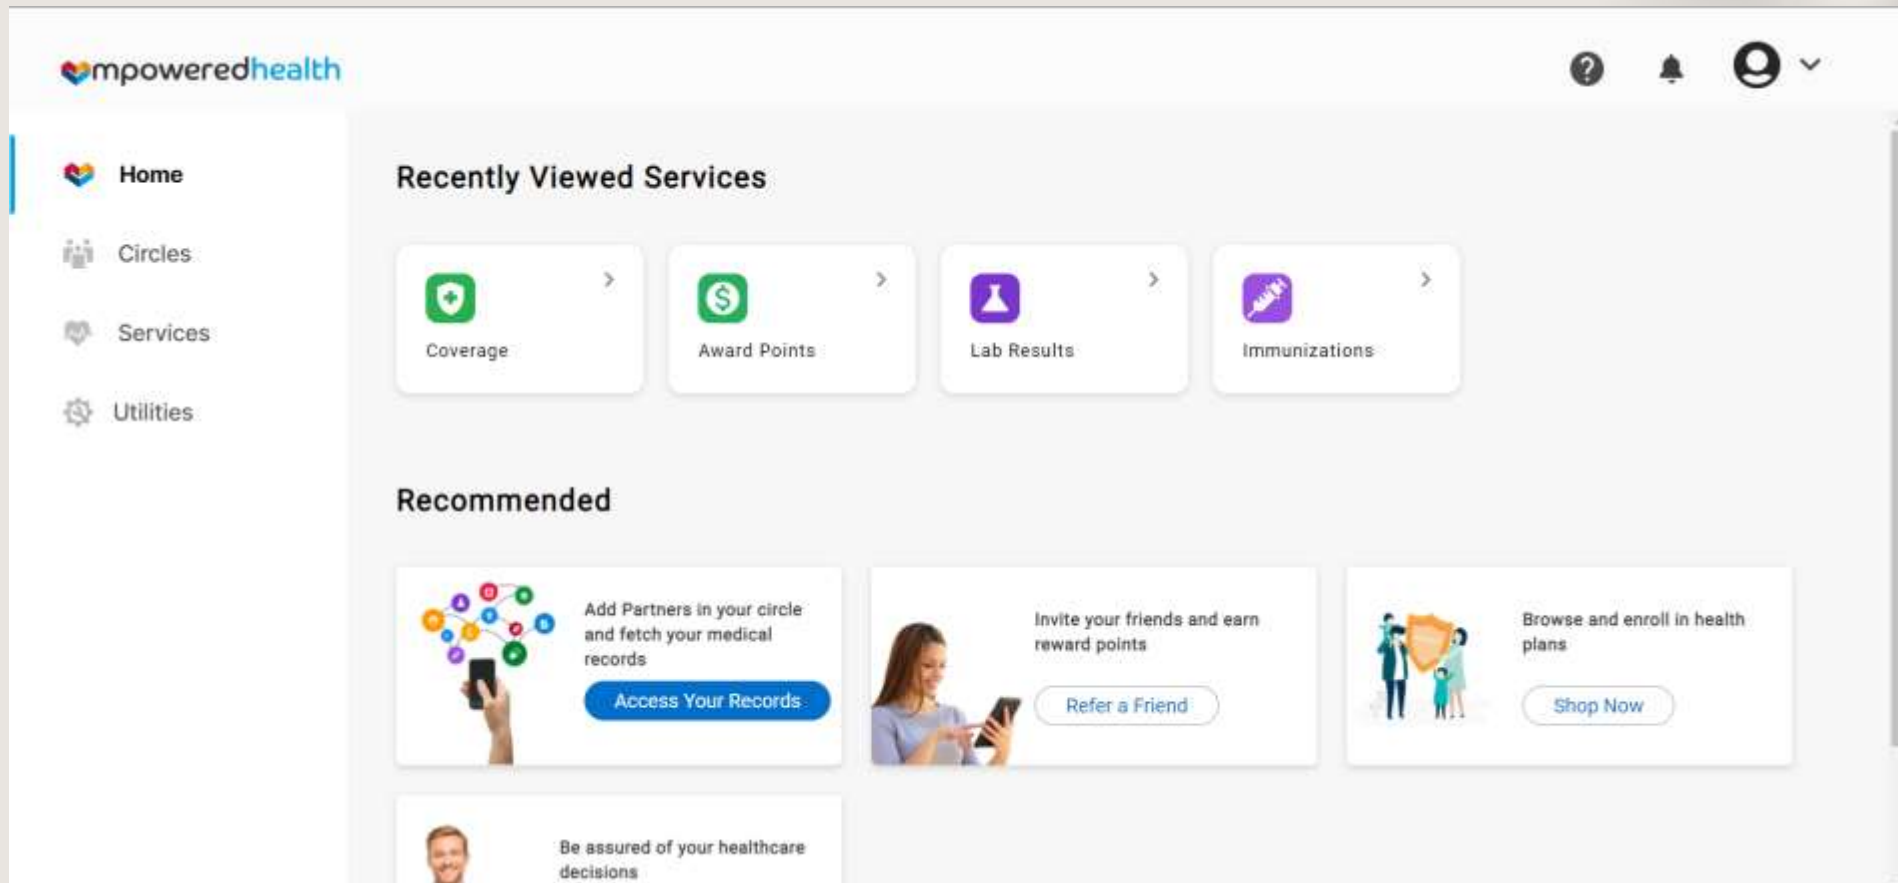 mpoweredhealth
Home
Circles
Services
Utilities
Recently Viewed Services
Coverage
Award Points
Lab Results
Immunizations
Recommended
Add Partners in your circle
and fetch your medical
records
Access Your Records
Invite your friends and earn
reward points
Refer a Friend
Browse and enroll in health
plans
Shop Now
Be assured of your healthcare
decisions